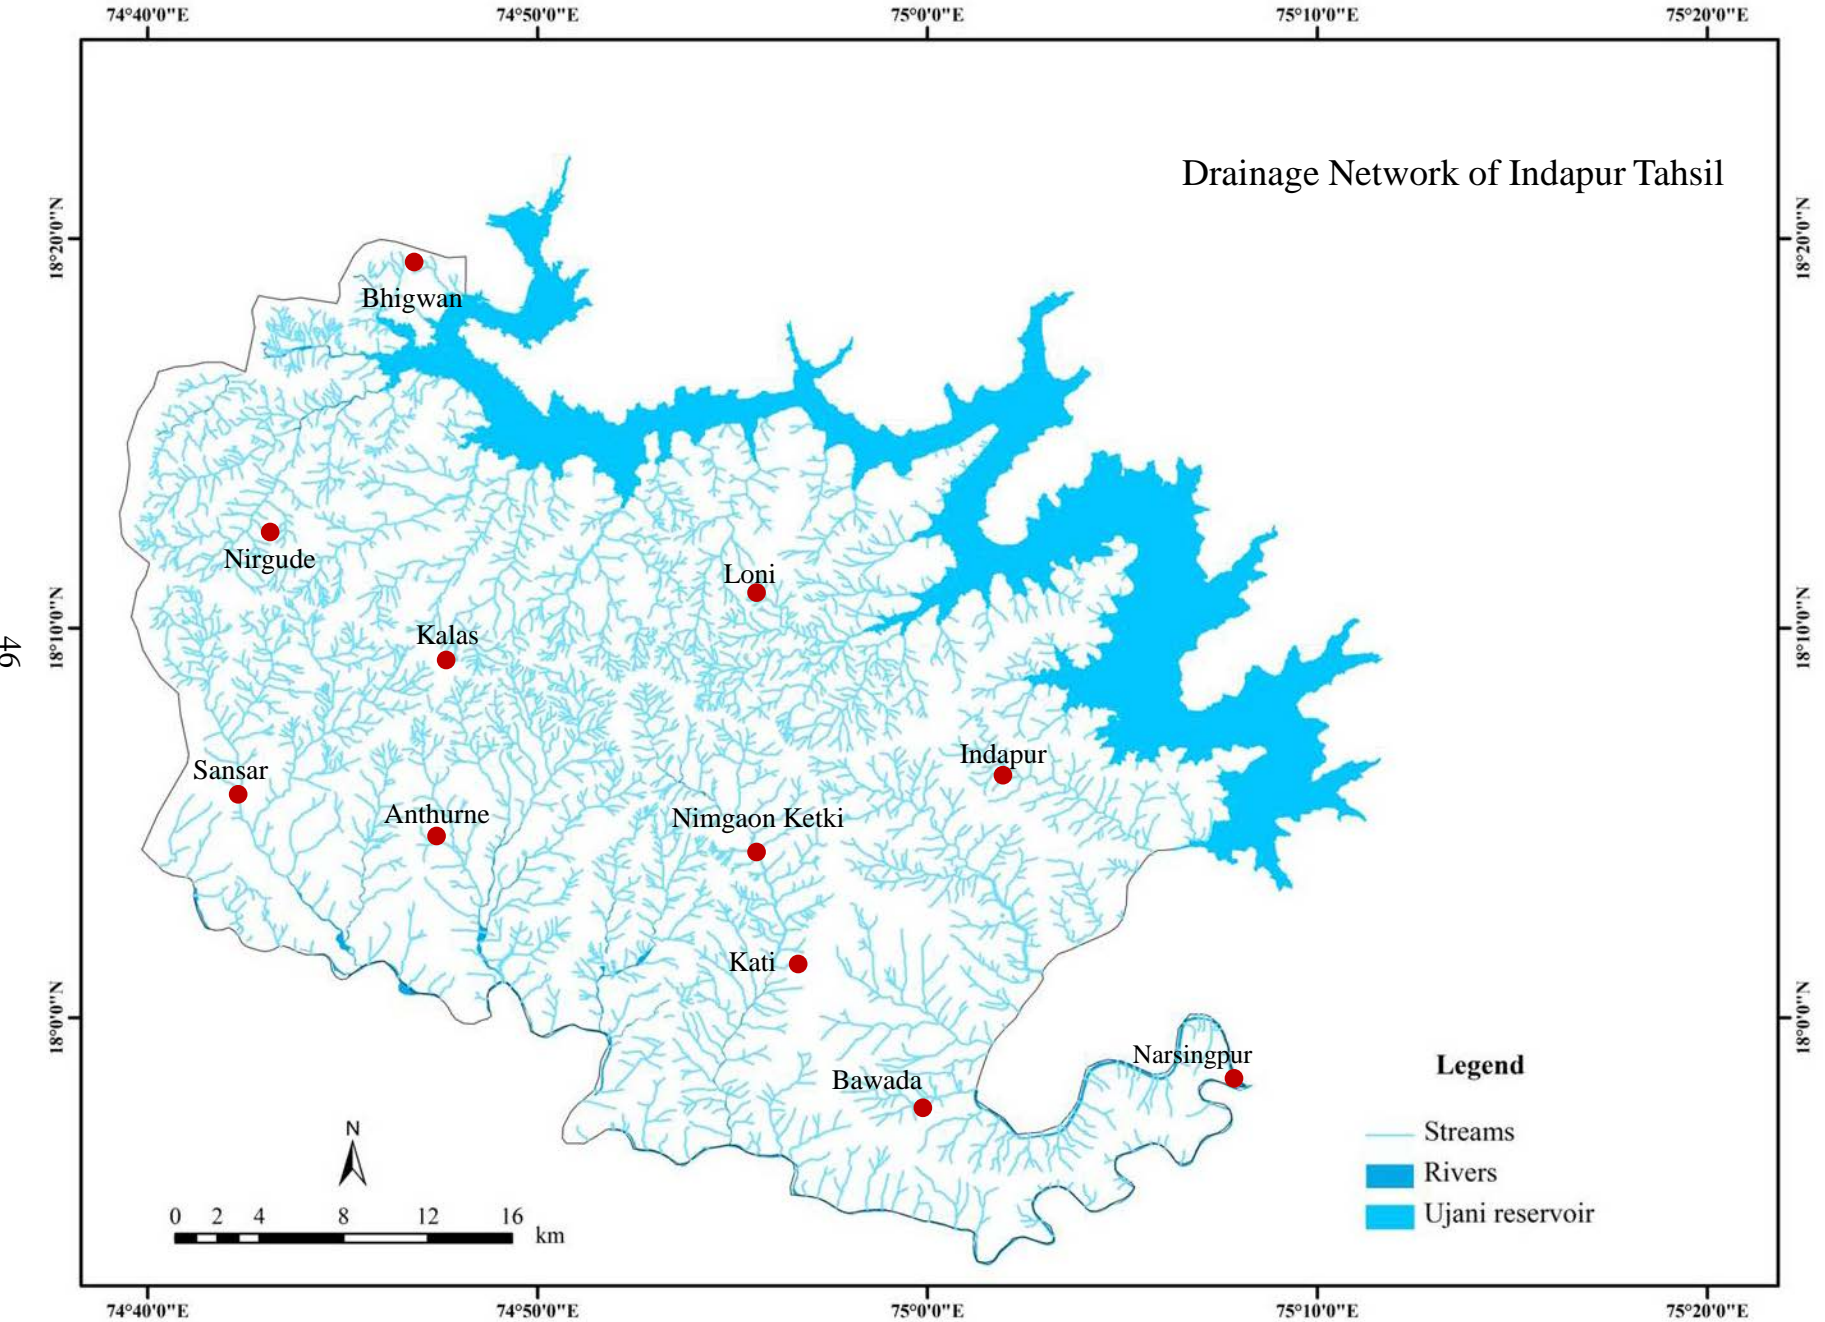 74°40'0"E 74°50'0"E 75°0'0"E 75°10'0"E 75°20'0"E
Drainage Network of Indapur Tahsil
18°20'0"N 18°20'0"N
Bhigwan
Nirgude
Loni
18°10'0"N 18°10'0"N
Kalas
46
Indapur
Sansar
Anthurne
Nimgaon Ketki
Kati
18°0'0"N 18°0'0"N
Narsingpur
Bawada
Legend
Streams
Rivers
Ujani reservoir
N
0 2 4 8 12 16
km
74°40'0"E 74°50'0"E 75°0'0"E 75°10'0"E 75°20'0"E